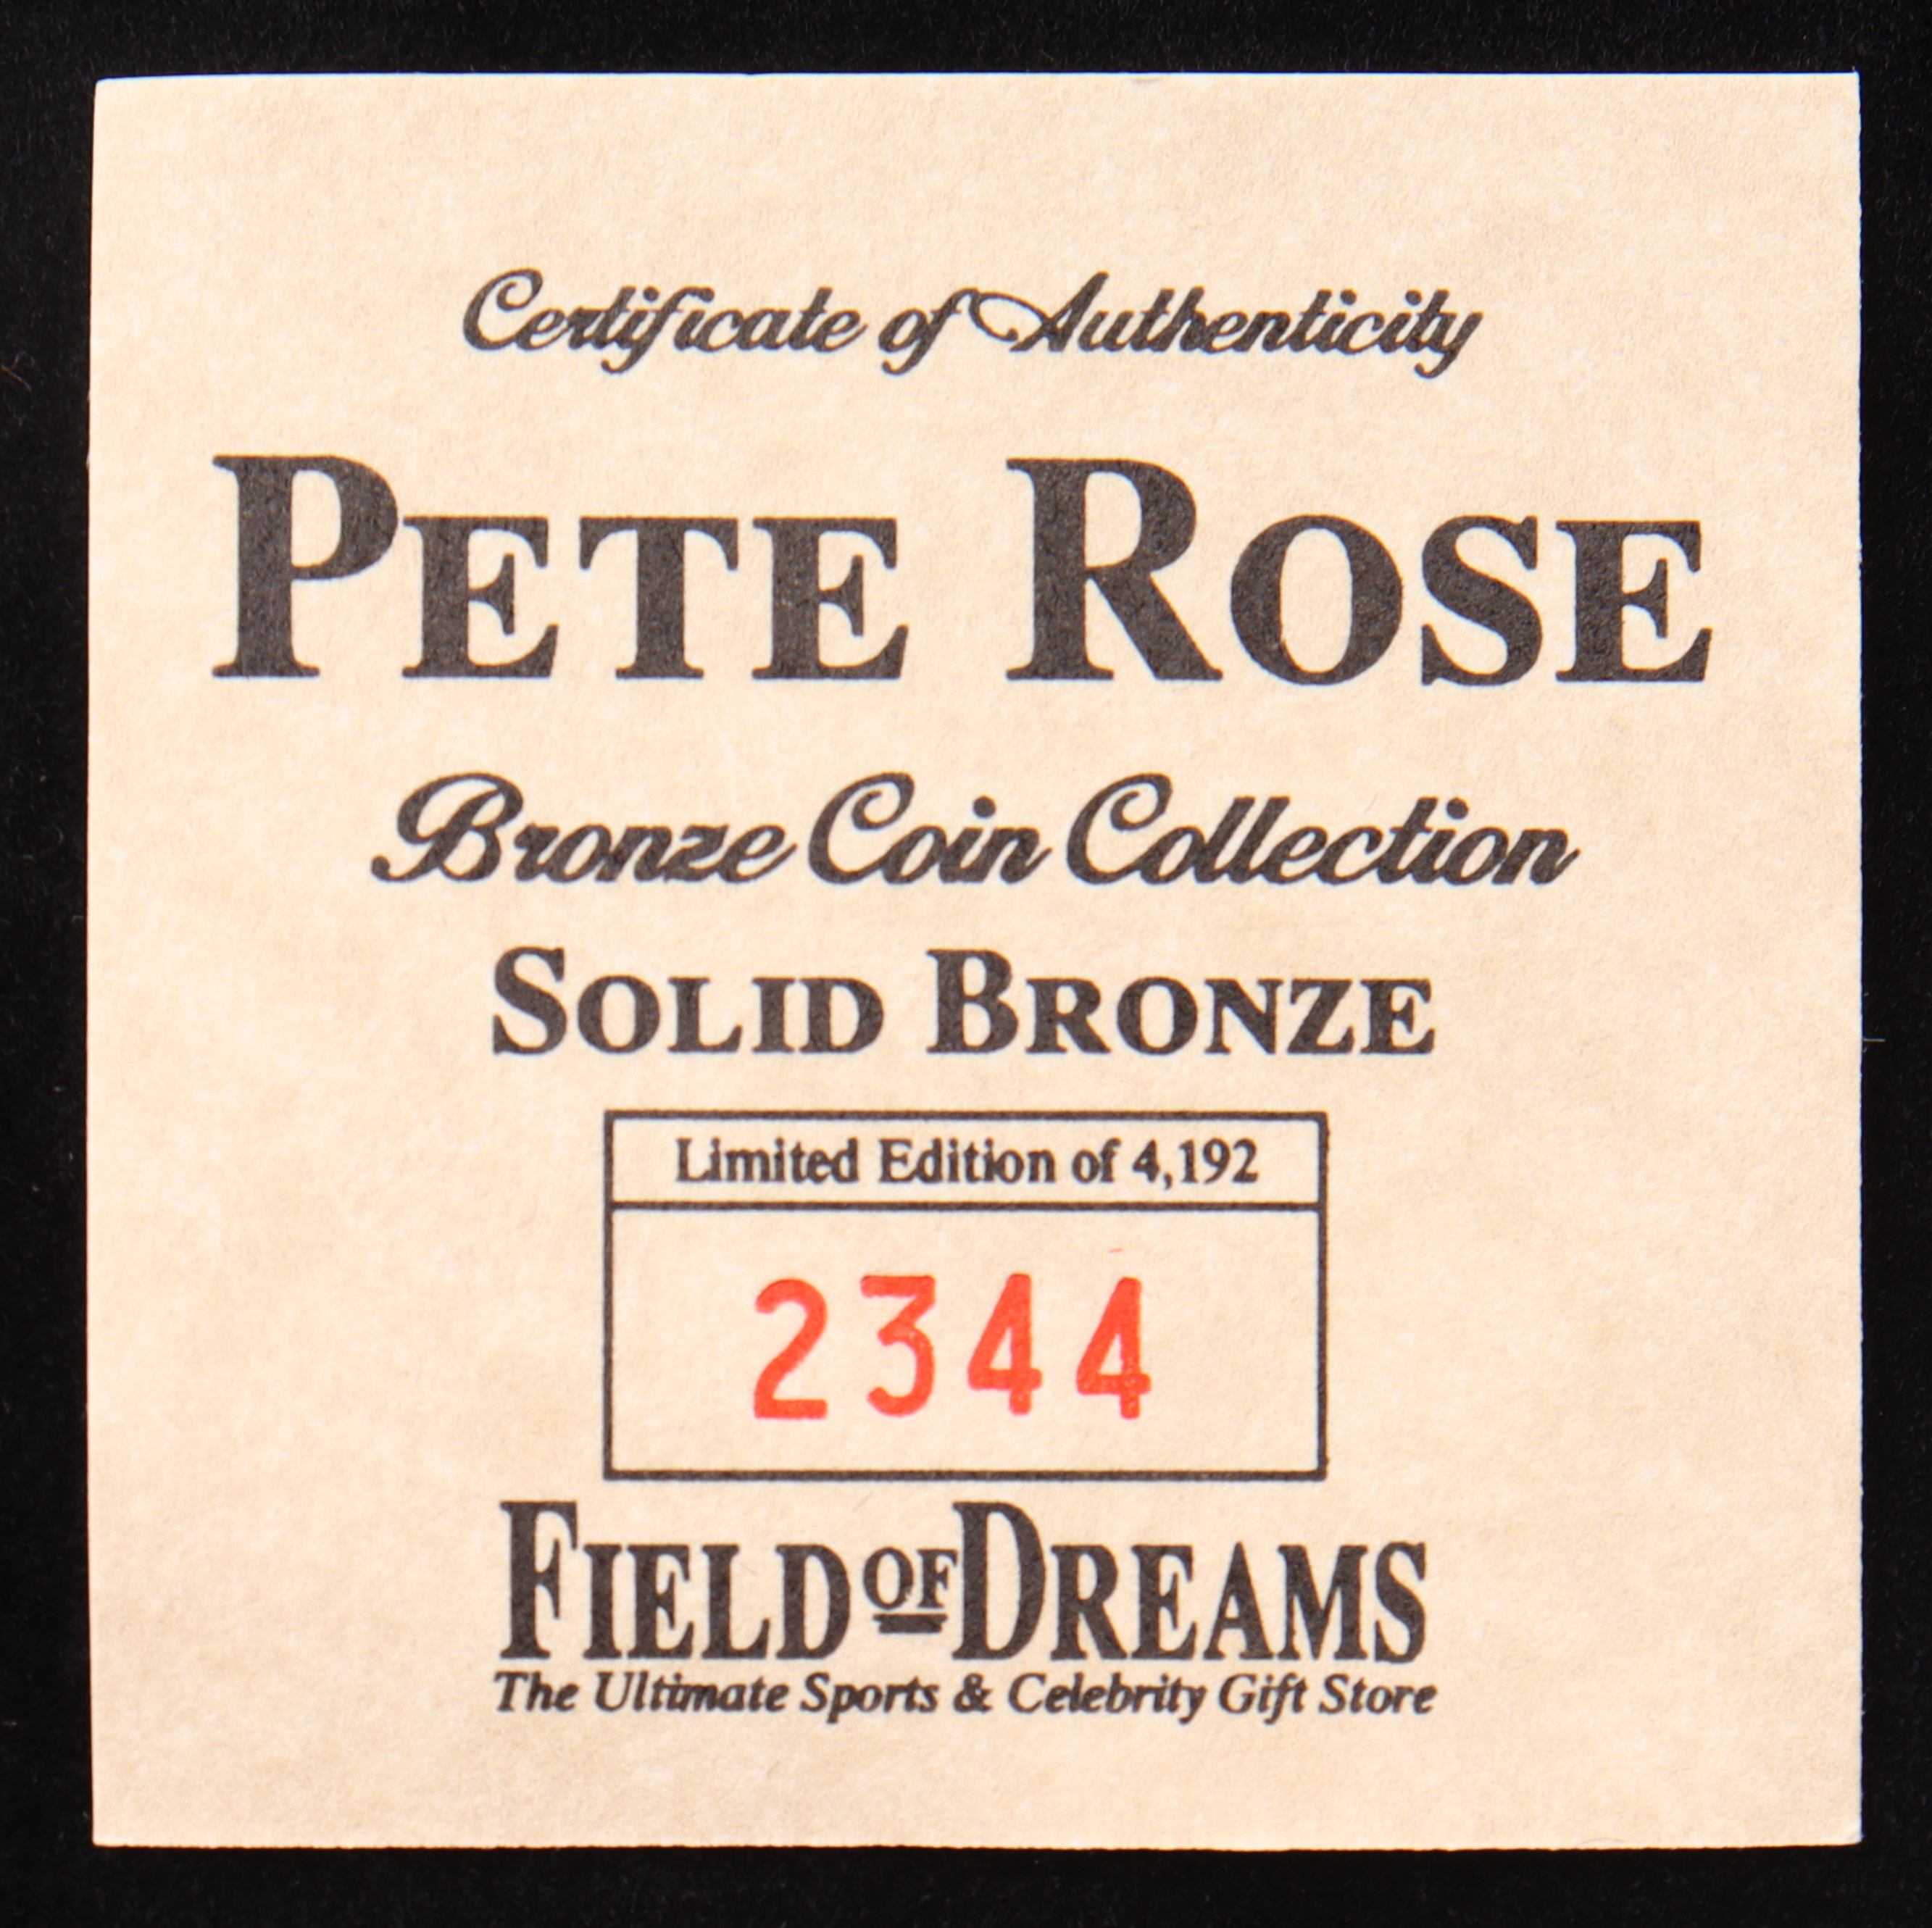 Certificate of Authenticity
PETE ROSE
Bronze Coin Collection
SOLID BRONZE
Limited Edition of 4,192
2344
FIELD OF DREAMS
The Ultimate Sports & Celebrity Gift Store